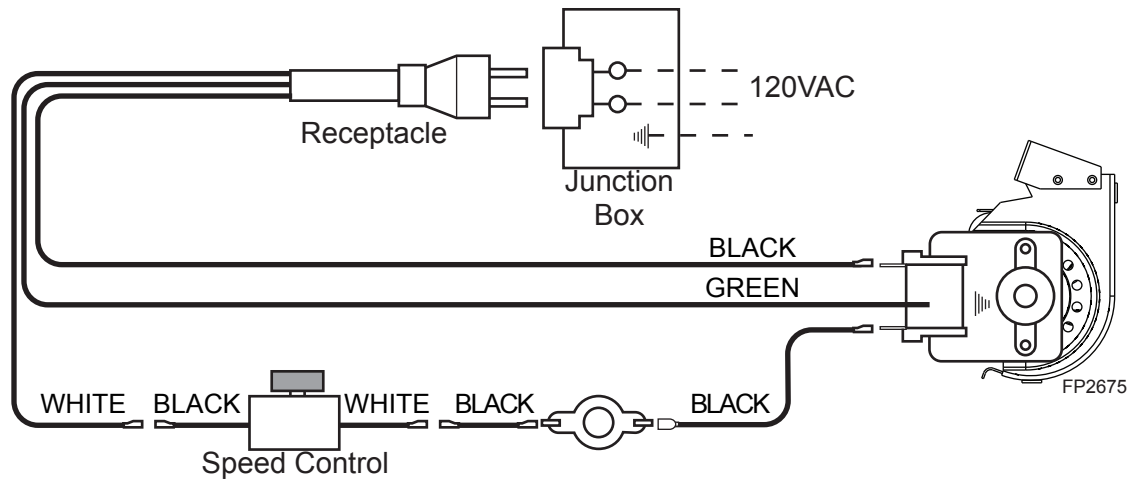 120VAC
Receptacle
Junction
Box
BLACK
GREEN
FP2675
WHITE BLACK WHITE BLACK BLACK
Speed Control